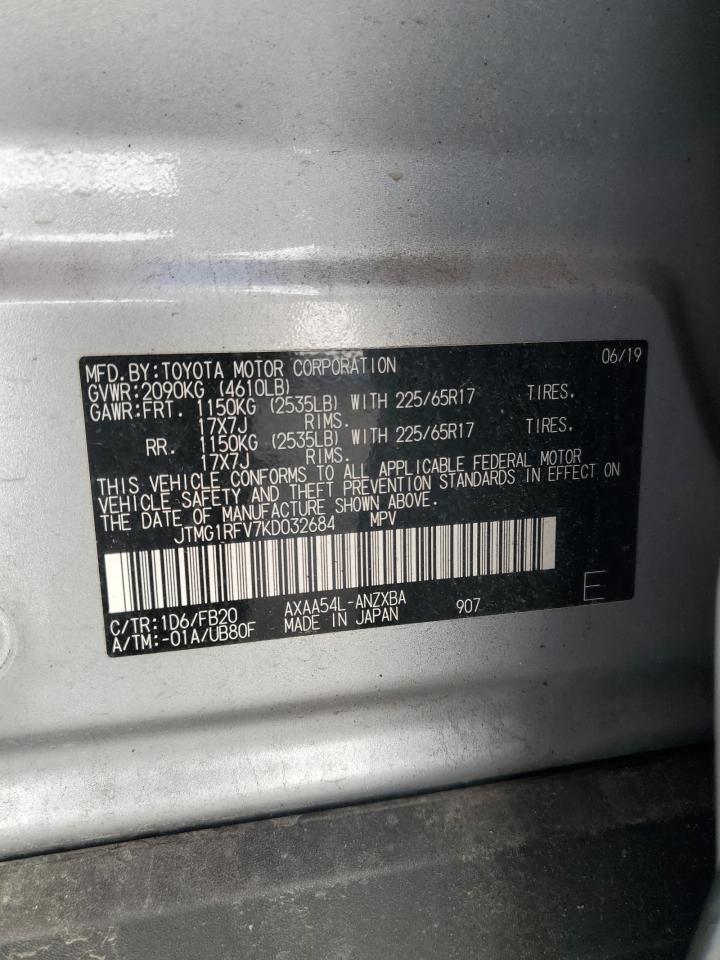 MFD.BY:TOYOTA MOTOR CORPORATION 06/19
GVWR:2090KG (4610LB)
GAWR:FRT. 1150KG (2535LB) WITH 225/65R17 TIRES.
17X7J RIMS.
RR. 1150KG (2535LB) WITH 225/65R17 TIRES.
17X7J RIMS.
THIS VEHICLE CONFORMS TO ALL APPLICABLE FEDERAL MOTOR
VEHICLE SAFETY AND THEFT PREVENTION STANDARDS IN EFFECT ON
THE DATE OF MANUFACTURE SHOWN ABOVE.
JTMG1RFV7KD032684 MPV
C/TR:1D6/FB20 AXAA54L-ANZXBA 907 E
A/TM:-01A/UB80F MADE IN JAPAN